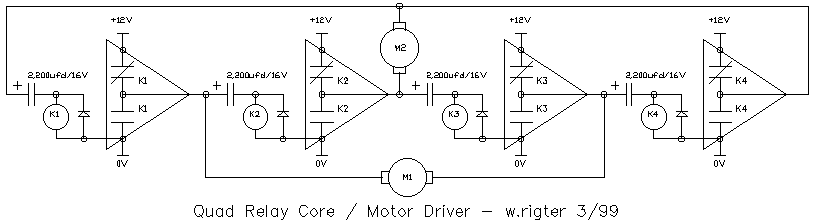 +12V +12V +12V +12V
M2
2,200ufd/16V K1 2,200ufd/16V K2 2,200ufd/16V K3 2,200ufd/16V K4
+ + + +
K1 K1 K2 K2 K3 K3 K4 K4
0V 0V 0V 0V
M1
Quad Relay Core / Motor Driver - w.rigter 3/99